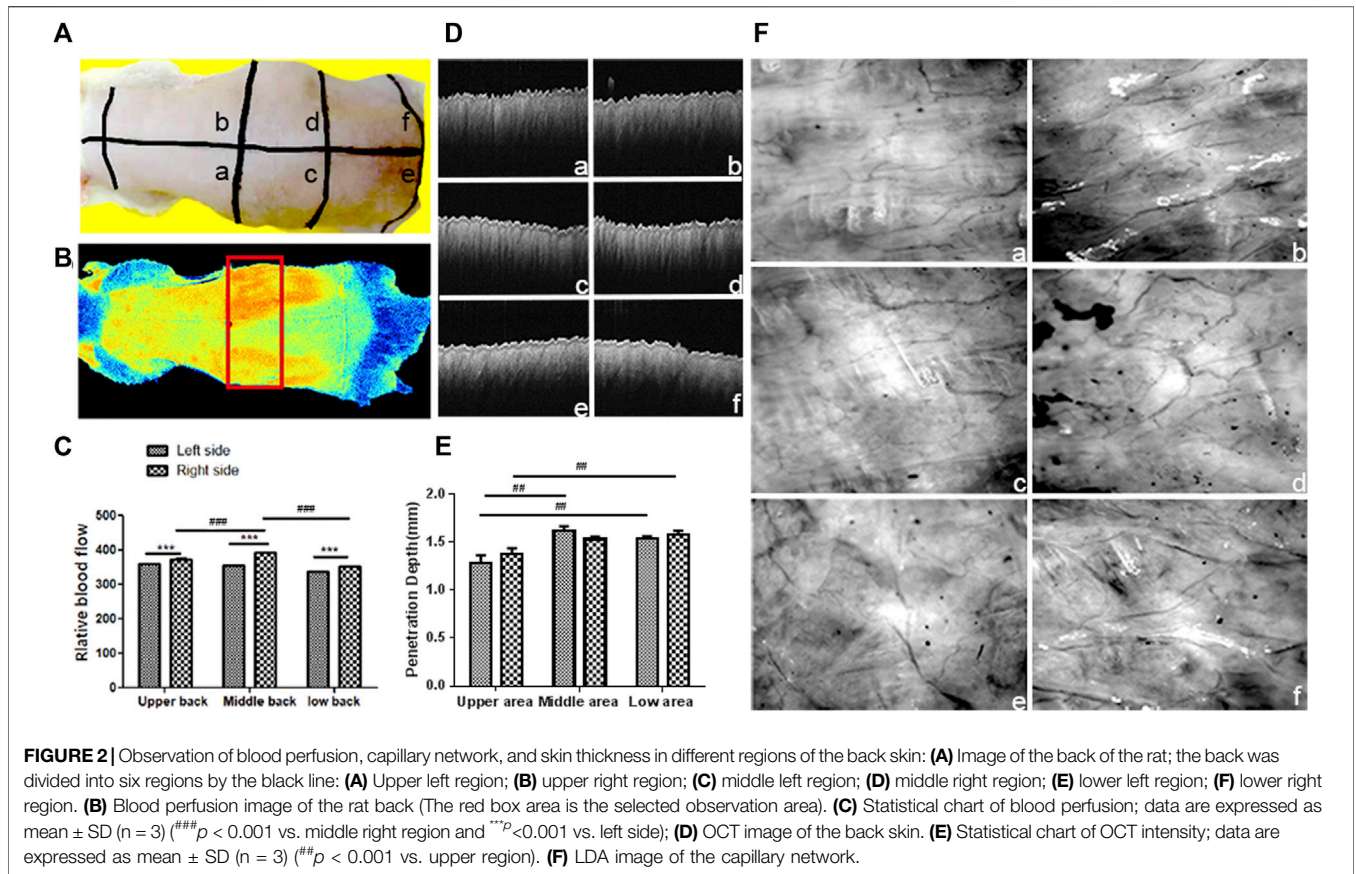 A
b
d
f
a
c
e
B
C
Left side
Right side
Rlative blood flow
500
400
300
200
100
0
***
***
***
###
###
Upper back
Middle back
low back
D
a
b
c
d
e
f
E
Penetration Depth(mm)
2.0
1.5
1.0
0.5
0.0
##
##
##
Upper area
Middle area
Low area
F
a
b
c
d
e
f
FIGURE 2 | Observation of blood perfusion, capillary network, and skin thickness in different regions of the back skin: (A) Image of the back of the rat; the back was
divided into six regions by the black line: (A) Upper left region; (B) upper right region; (C) middle left region; (D) middle right region; (E) lower left region; (F) lower right
region. (B) Blood perfusion image of the rat back (The red box area is the selected observation area). (C) Statistical chart of blood perfusion; data are expressed as
mean ± SD (n = 3) (###p < 0.001 vs. middle right region and ***p<0.001 vs. left side); (D) OCT image of the back skin. (E) Statistical chart of OCT intensity; data are
expressed as mean ± SD (n = 3) (##p < 0.001 vs. upper region). (F) LDA image of the capillary network.